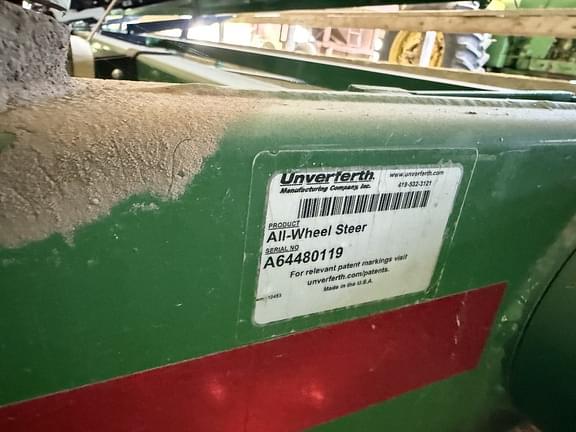 Unverferth
Manufacturing Company, Inc.
www.unverferth.com
419-532-3121
PRODUCT
All-Wheel Steer
SERIAL NO
A64480119
For relevant patent markings visit
unverferth.com/patents.
Made in the U.S.A.
10453